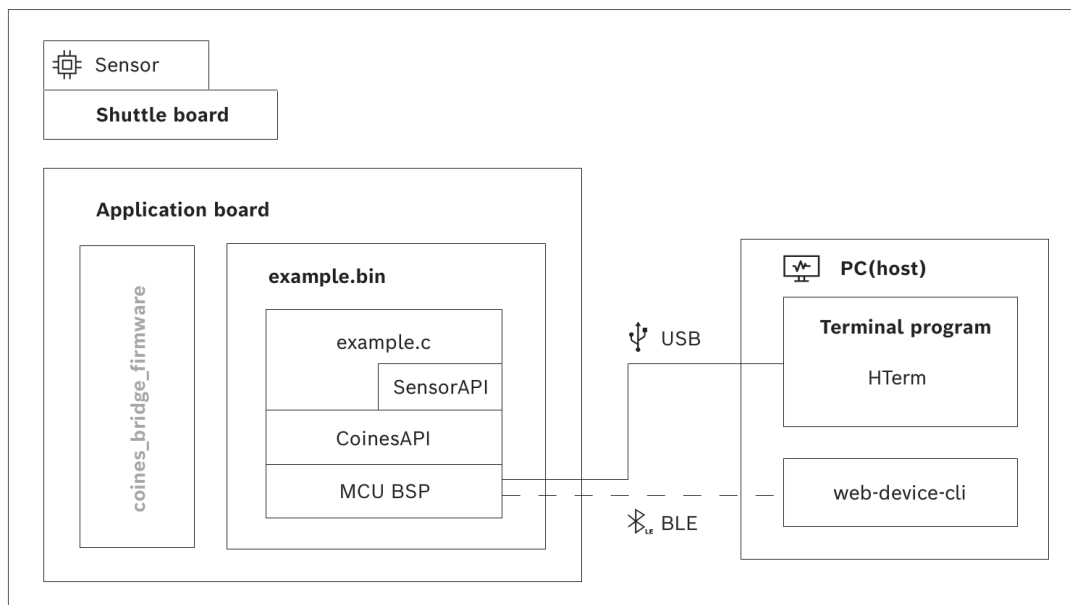 Sensor
Shuttle board
Application board
coines_bridge_firmware
example.bin
example.c
SensorAPI
CoinesAPI
MCU BSP
USB
LE BLE
PC(host)
Terminal program
HTerm
web-device-cli